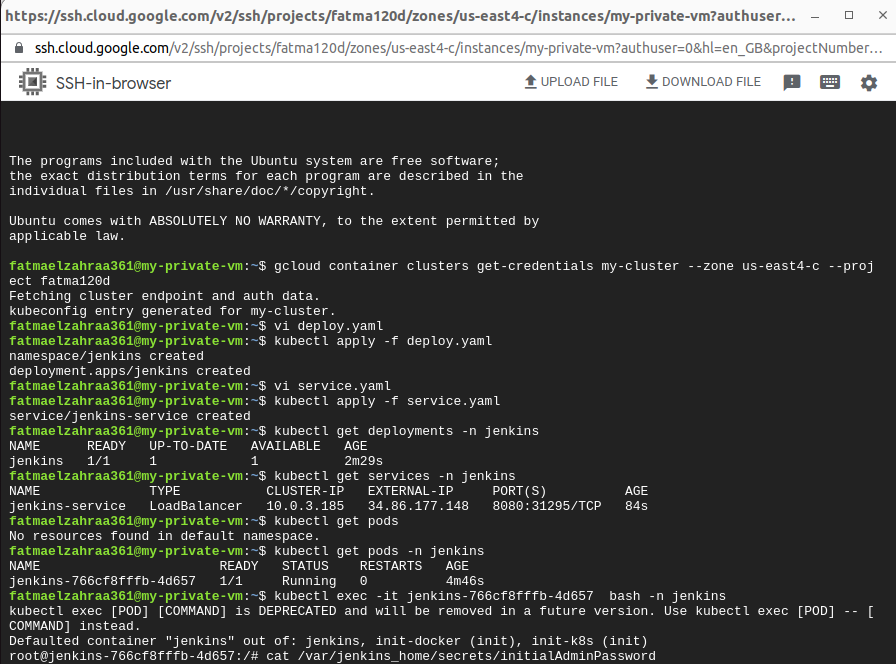 https://ssh.cloud.google.com/v2/ssh/projects/fatma120d/zones/us-east4-c/instances/my-private-vm?authuser...
ssh.cloud.google.com/v2/ssh/projects/fatma120d/zones/us-east4-c/instances/my-private-vm?authuser=0&hl=en_GB&projectNumber...
SSH-in-browser
UPLOAD FILE
DOWNLOAD FILE
The programs included with the Ubuntu system are free software;
the exact distribution terms for each program are described in the
individual files in /usr/share/doc/*/copyright.
Ubuntu comes with ABSOLUTELY NO WARRANTY, to the extent permitted by
applicable law.
fatmaelzahraa361@my-private-vm:~$ gcloud container clusters get-credentials my-cluster --zone us-east4-c --proj
ect fatma120d
Fetching cluster endpoint and auth data.
kubeconfig entry generated for my-cluster.
fatmaelzahraa361@my-private-vm:~$ vi deploy.yaml
fatmaelzahraa361@my-private-vm:~$ kubectl apply -f deploy.yaml
namespace/jenkins created
deployment.apps/jenkins created
fatmaelzahraa361@my-private-vm:~$ vi service.yaml
fatmaelzahraa361@my-private-vm:~$ kubectl apply -f service.yaml
service/jenkins-service created
fatmaelzahraa361@my-private-vm:~$ kubectl get deployments -n jenkins
NAME      READY   UP-TO-DATE   AVAILABLE   AGE
jenkins   1/1     1            1           2m29s
fatmaelzahraa361@my-private-vm:~$ kubectl get services -n jenkins
NAME              TYPE           CLUSTER-IP   EXTERNAL-IP     PORT(S)          AGE
jenkins-service   LoadBalancer   10.0.3.185   34.86.177.148   8080:31295/TCP   84s
fatmaelzahraa361@my-private-vm:~$ kubectl get pods
No resources found in default namespace.
fatmaelzahraa361@my-private-vm:~$ kubectl get pods -n jenkins
NAME                       READY   STATUS    RESTARTS   AGE
jenkins-766cf8fffb-4d657   1/1     Running   0          4m46s
fatmaelzahraa361@my-private-vm:~$ kubectl exec -it jenkins-766cf8fffb-4d657  bash -n jenkins
kubectl exec [POD] [COMMAND] is DEPRECATED and will be removed in a future version. Use kubectl exec [POD] -- [
COMMAND] instead.
Defaulted container "jenkins" out of: jenkins, init-docker (init), init-k8s (init)
root@jenkins-766cf8fffb-4d657:/# cat /var/jenkins_home/secrets/initialAdminPassword